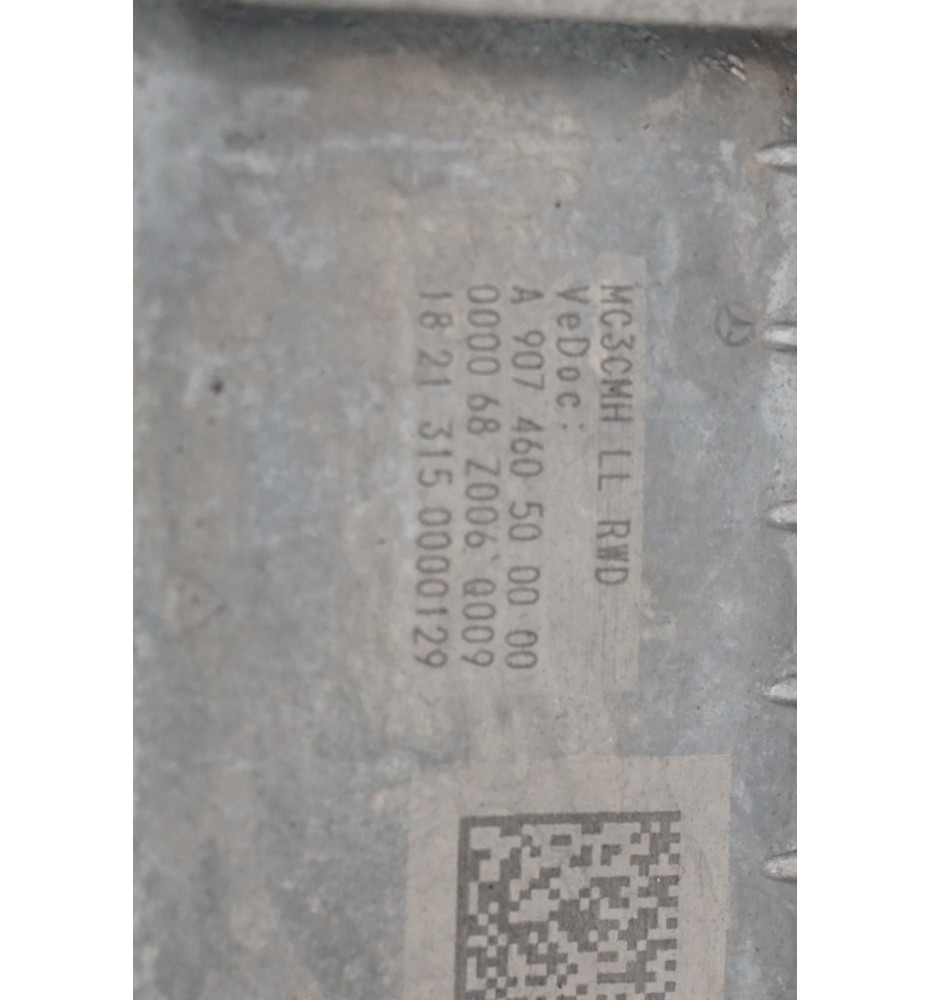 MC3CMH LL RWD
VeDoc:
A 907 460 50 00 00
0000 68 Z006 Q009
18 21 315 0000129